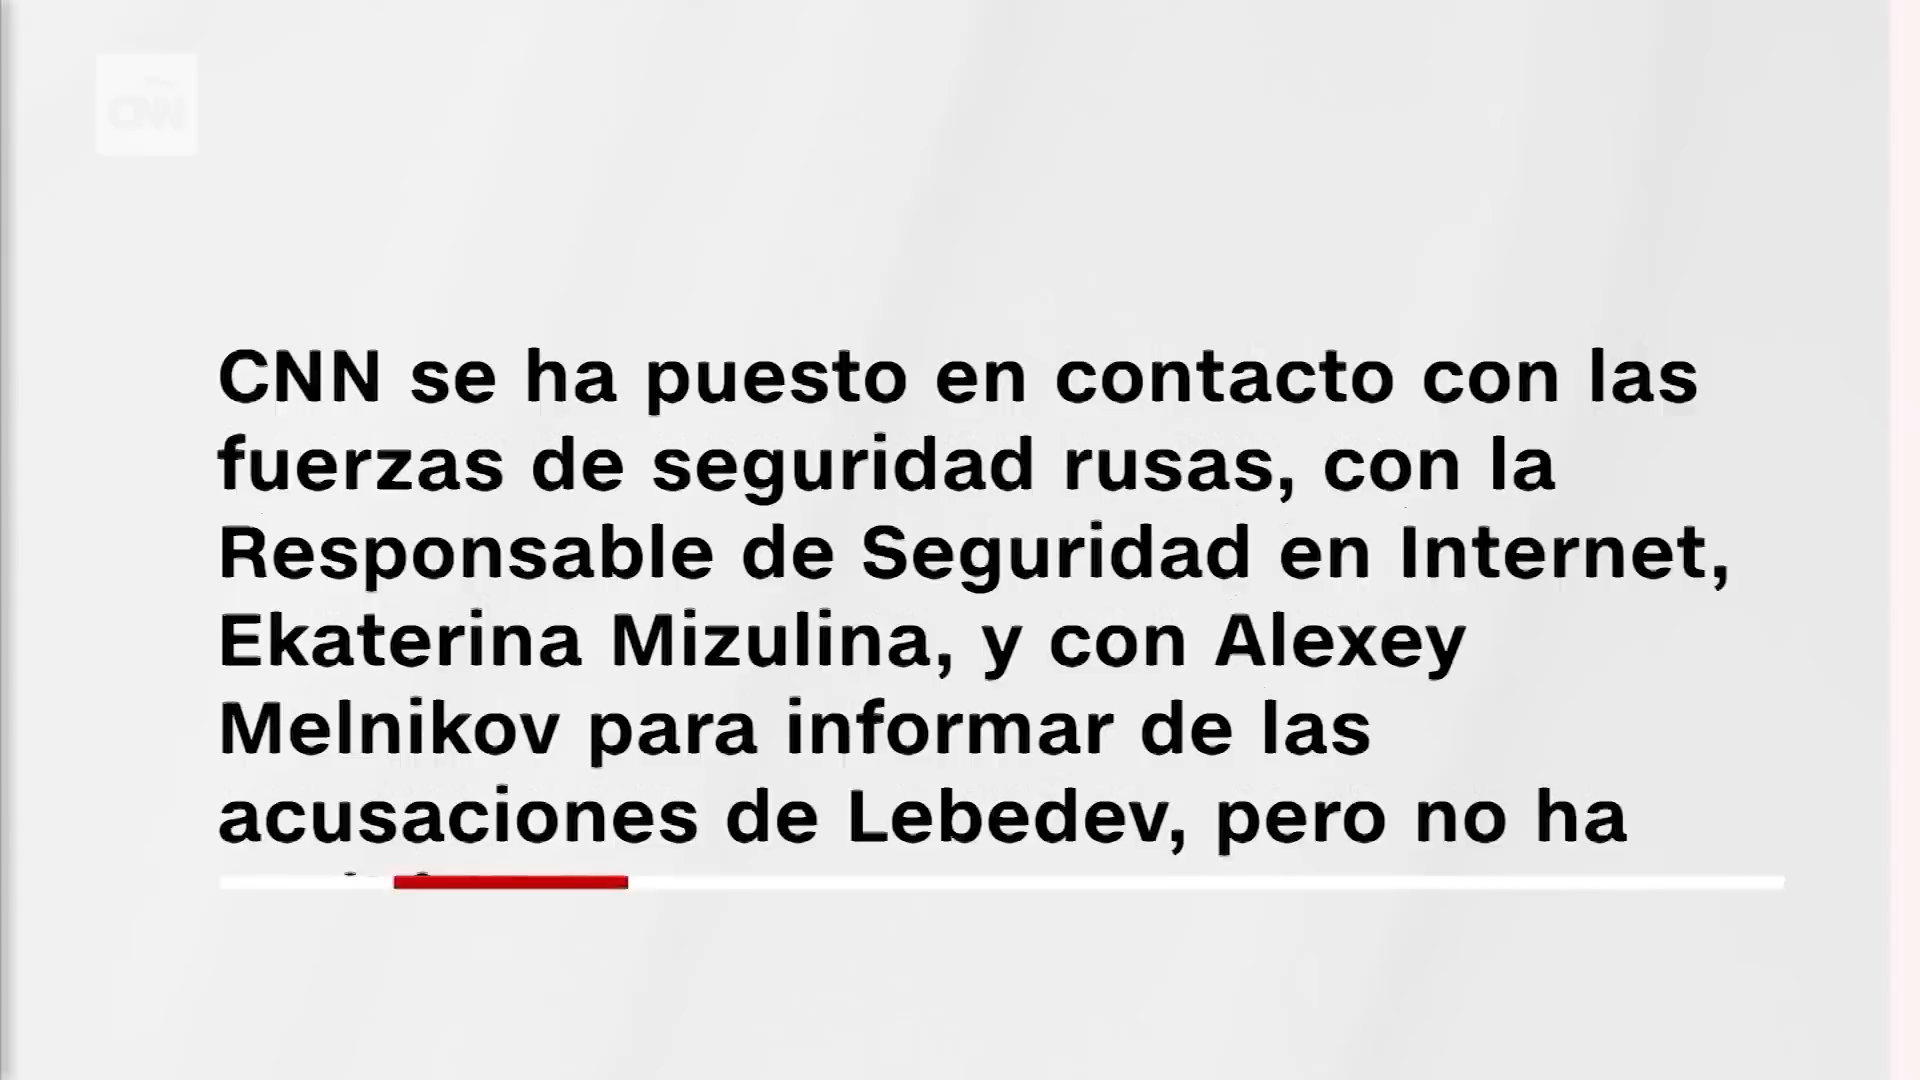 CNN
CNN se ha puesto en contacto con las
fuerzas de seguridad rusas, con la
Responsable de Seguridad en Internet,
Ekaterina Mizulina, y con Alexey
Melnikov para informar de las
acusaciones de Lebedev, pero no ha